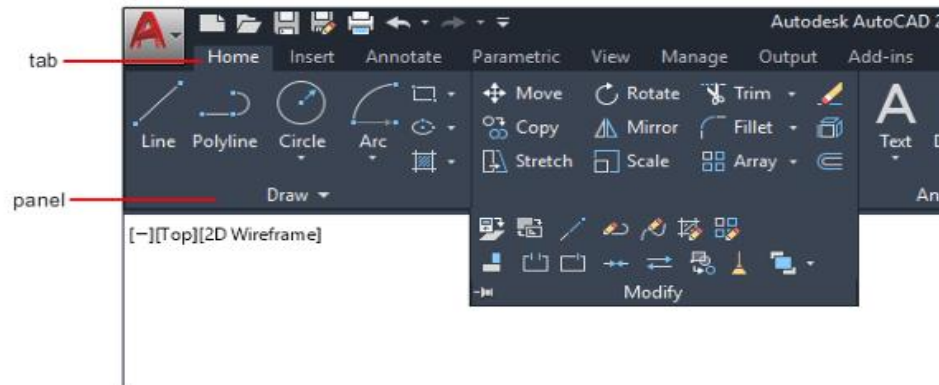 Autodesk AutoCAD 2
tab
Home Insert Annotate Parametric View Manage Output Add-ins
Move Rotate Trim
Line Polyline Circle Arc Copy Mirror Fillet Text
Stretch Scale Array
panel
Draw
[−][Top][2D Wireframe]
Modify